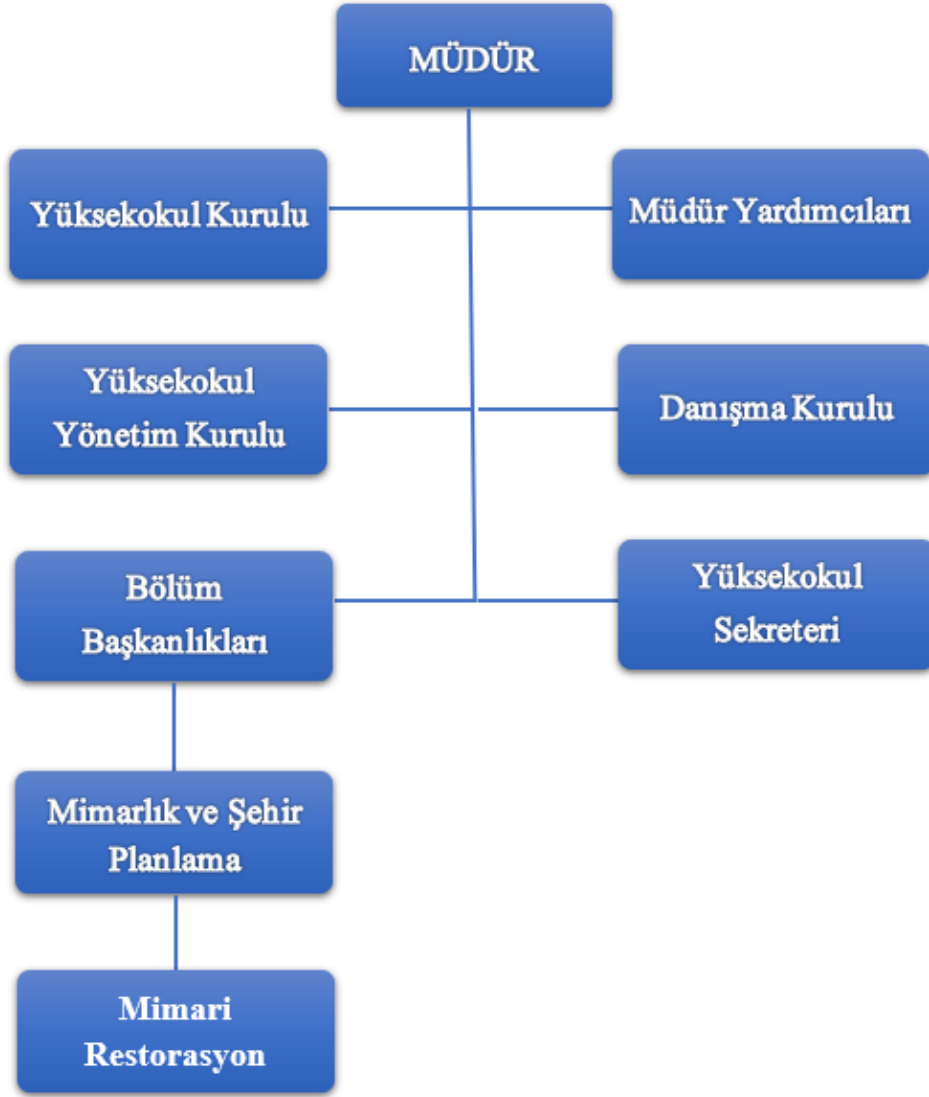 MÜDÜR
Yüksekokul Kurulu
Müdür Yardımcıları
Yüksekokul
Yönetim Kurulu
Danışma Kurulu
Bölüm
Başkanlıkları
Yüksekokul
Sekreteri
Mimarlık ve Şehir
Planlama
Mimari
Restorasyon